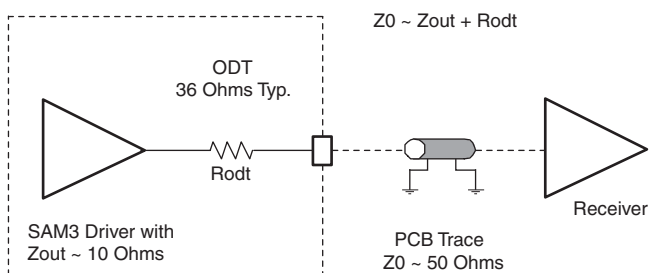 Z0 ~ Zout + Rodt
ODT
36 Ohms Typ.
Rodt
Receiver
SAM3 Driver with
Zout ~ 10 Ohms
PCB Trace
Z0 ~ 50 Ohms